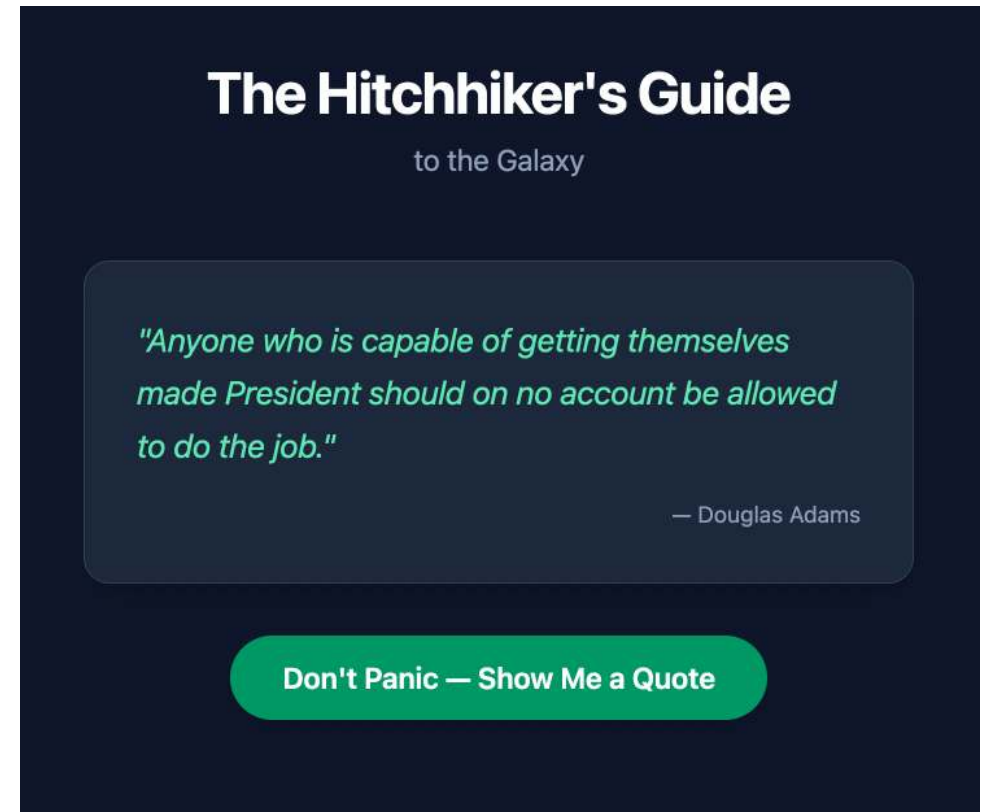 The Hitchhiker's Guide
to the Galaxy
"Anyone who is capable of getting themselves
made President should on no account be allowed
to do the job."
— Douglas Adams
Don't Panic — Show Me a Quote